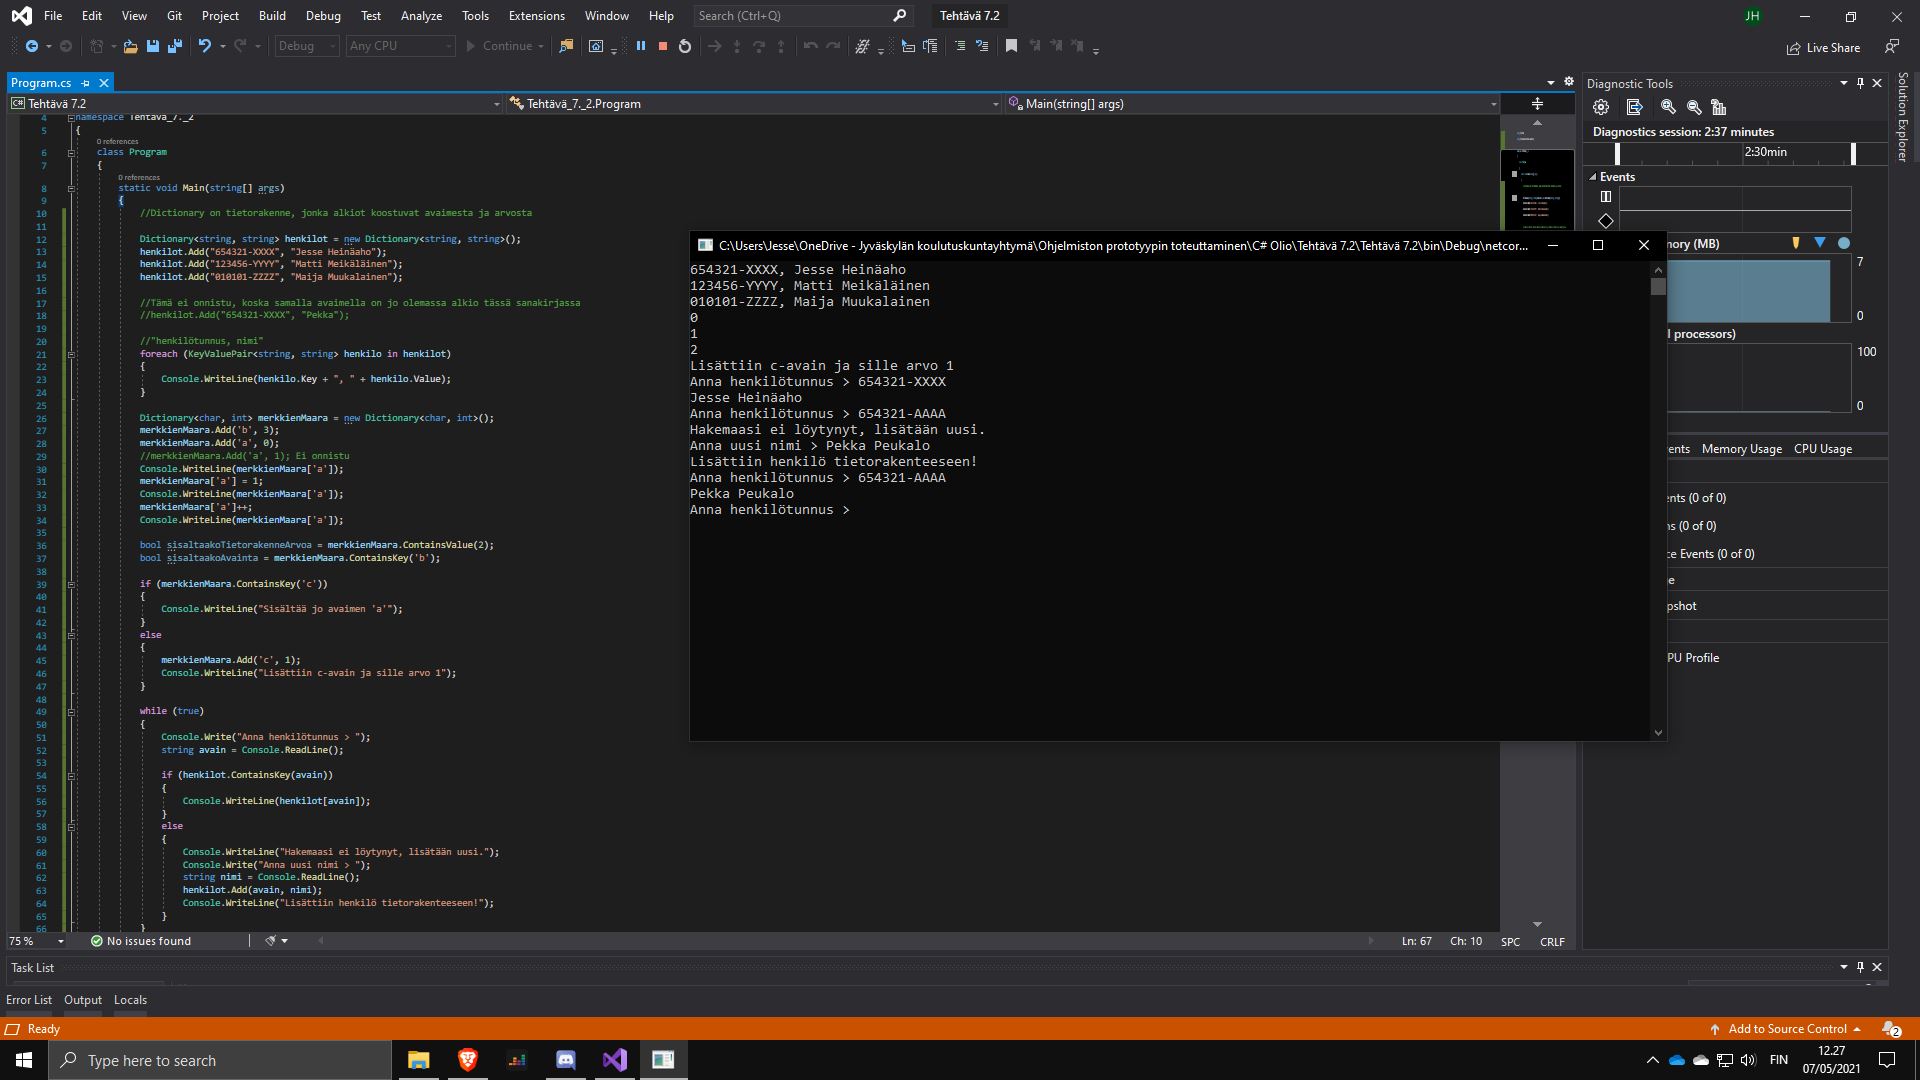 File Edit View Git Project Build Debug Test Analyze Tools Extensions Window Help Search (Ctrl+Q) Tehtävä 7.2 JH
Debug Any CPU Continue Live Share
Program.cs
C# Tehtävä 7.2 Tehtävä_7._2.Program Main(string[] args)
4 namespace Tehtävä_7._2
5 {
0 references
6 class Program
7 {
0 references
8 static void Main(string[] args)
9 {
10 //Dictionary on tietorakenne, jonka alkiot koostuvat avaimesta ja arvosta
11
12 Dictionary<string, string> henkilot = new Dictionary<string, string>();
13 henkilot.Add("654321-XXXX", "Jesse Heinäaho");
14 henkilot.Add("123456-YYYY", "Matti Meikäläinen");
15 henkilot.Add("010101-ZZZZ", "Maija Muukalainen");
16
17 //Tämä ei onnistu, koska samalla avaimella on jo olemassa alkio tässä sanakirjassa
18 //henkilot.Add("654321-XXXX", "Pekka");
19
20 //"henkilötunnus, nimi"
21 foreach (KeyValuePair<string, string> henkilo in henkilot)
22 {
23 Console.WriteLine(henkilo.Key + ", " + henkilo.Value);
24 }
25
26 Dictionary<char, int> merkkienMaara = new Dictionary<char, int>();
27 merkkienMaara.Add('b', 3);
28 merkkienMaara.Add('a', 0);
29 //merkkienMaara.Add('a', 1); Ei onnistu
30 Console.WriteLine(merkkienMaara['a']);
31 merkkienMaara['a'] = 1;
32 Console.WriteLine(merkkienMaara['a']);
33 merkkienMaara['a']++;
34 Console.WriteLine(merkkienMaara['a']);
35
36 bool sisaltaakoTietorakenneArvoa = merkkienMaara.ContainsValue(2);
37 bool sisaltaakoAvainta = merkkienMaara.ContainsKey('b');
38
39 if (merkkienMaara.ContainsKey('c'))
40 {
41 Console.WriteLine("Sisältää jo avaimen 'a'");
42 }
43 else
44 {
45 merkkienMaara.Add('c', 1);
46 Console.WriteLine("Lisättiin c-avain ja sille arvo 1");
47 }
48
49 while (true)
50 {
51 Console.Write("Anna henkilötunnus > ");
52 string avain = Console.ReadLine();
53
54 if (henkilot.ContainsKey(avain))
55 {
56 Console.WriteLine(henkilot[avain]);
57 }
58 else
59 {
60 Console.WriteLine("Hakemaasi ei löytynyt, lisätään uusi.");
61 Console.Write("Anna uusi nimi > ");
62 string nimi = Console.ReadLine();
63 henkilot.Add(avain, nimi);
64 Console.WriteLine("Lisättiin henkilö tietorakenteeseen!");
65 }
66 }
C:\Users\Jesse\OneDrive - Jyväskylän koulutuskuntayhtymä\Ohjelmiston prototyypin toteuttaminen\C# Olio\Tehtävä 7.2\Tehtävä 7.2\bin\Debug\netcor...
654321-XXXX, Jesse Heinäaho
123456-YYYY, Matti Meikäläinen
010101-ZZZZ, Maija Muukalainen
0
1
2
Lisättiin c-avain ja sille arvo 1
Anna henkilötunnus > 654321-XXXX
Jesse Heinäaho
Anna henkilötunnus > 654321-AAAA
Hakemaasi ei löytynyt, lisätään uusi.
Anna uusi nimi > Pekka Peukalo
Lisättiin henkilö tietorakenteeseen!
Anna henkilötunnus > 654321-AAAA
Pekka Peukalo
Anna henkilötunnus >
Diagnostic Tools
Diagnostics session: 2:37 minutes
2:30min
Events
mory (MB)
7
0
l processors)
100
0
ents Memory Usage CPU Usage
nts (0 of 0)
ns (0 of 0)
ce Events (0 of 0)
ge
pshot
PU Profile
Solution Explorer
75 % No issues found Ln: 67 Ch: 10 SPC CRLF
Task List
Error List Output Locals
Ready Add to Source Control 2
Type here to search FIN 12.27
07/05/2021